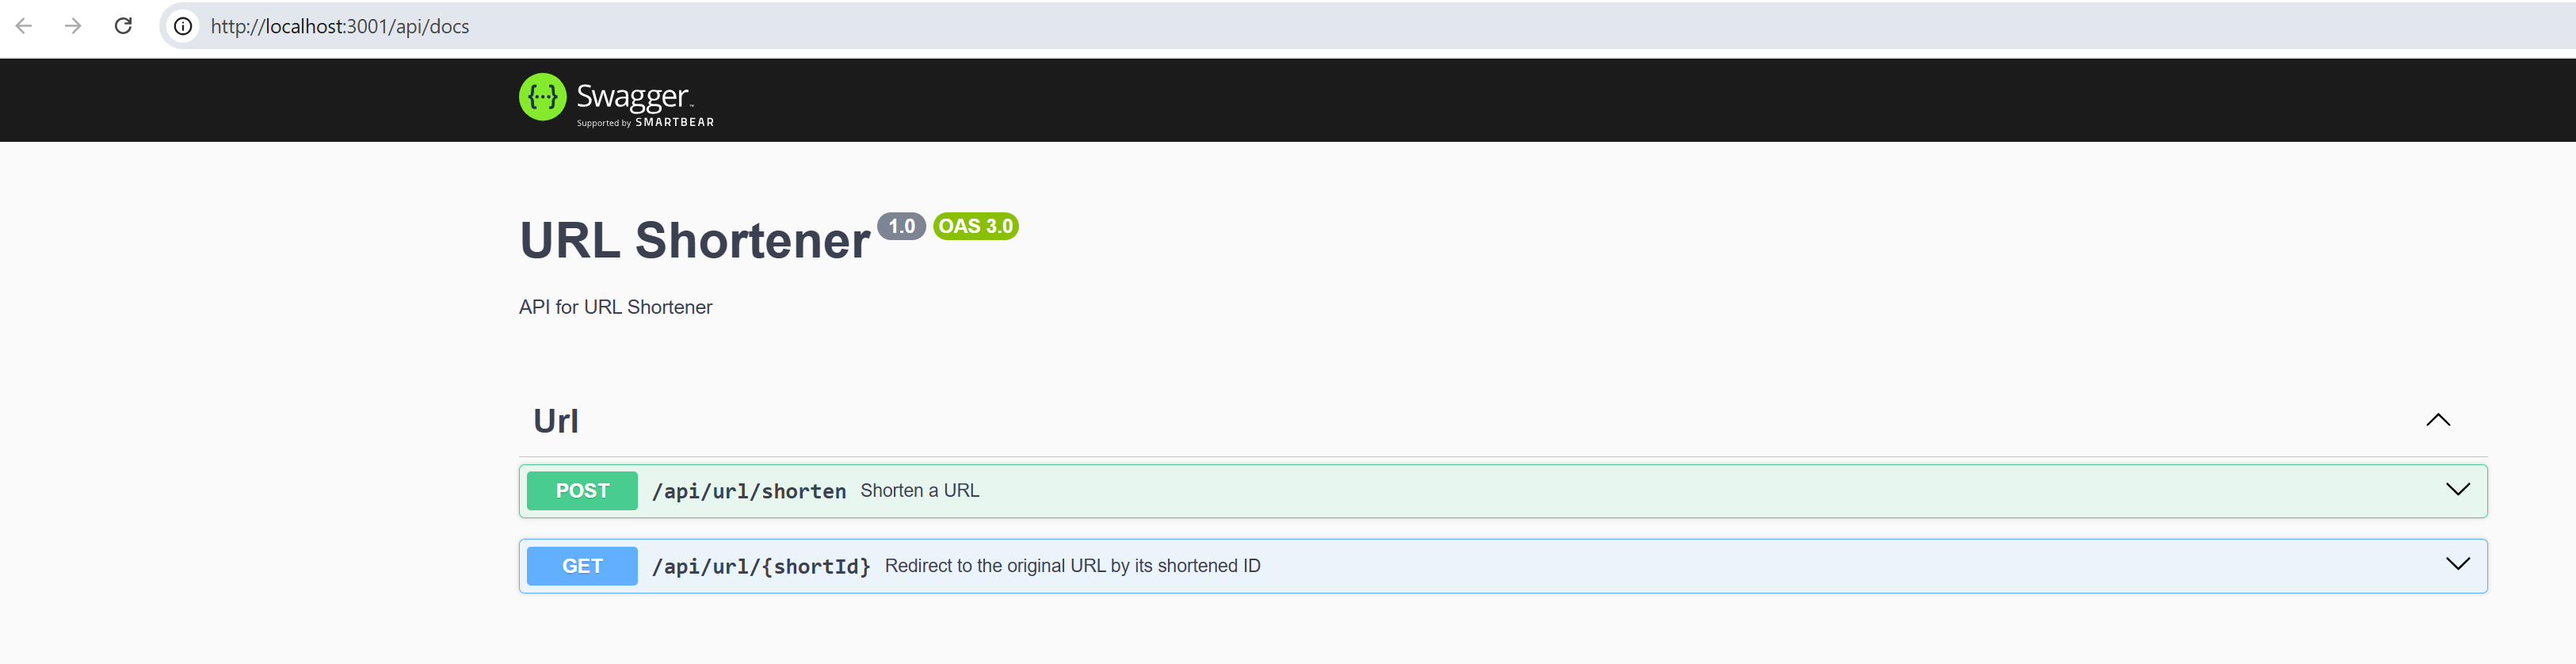 http://localhost:3001/api/docs
Swagger
Supported by SMARTBEAR
URL Shortener 1.0 OAS 3.0
API for URL Shortener
Url
POST /api/url/shorten Shorten a URL
GET /api/url/{shortId} Redirect to the original URL by its shortened ID